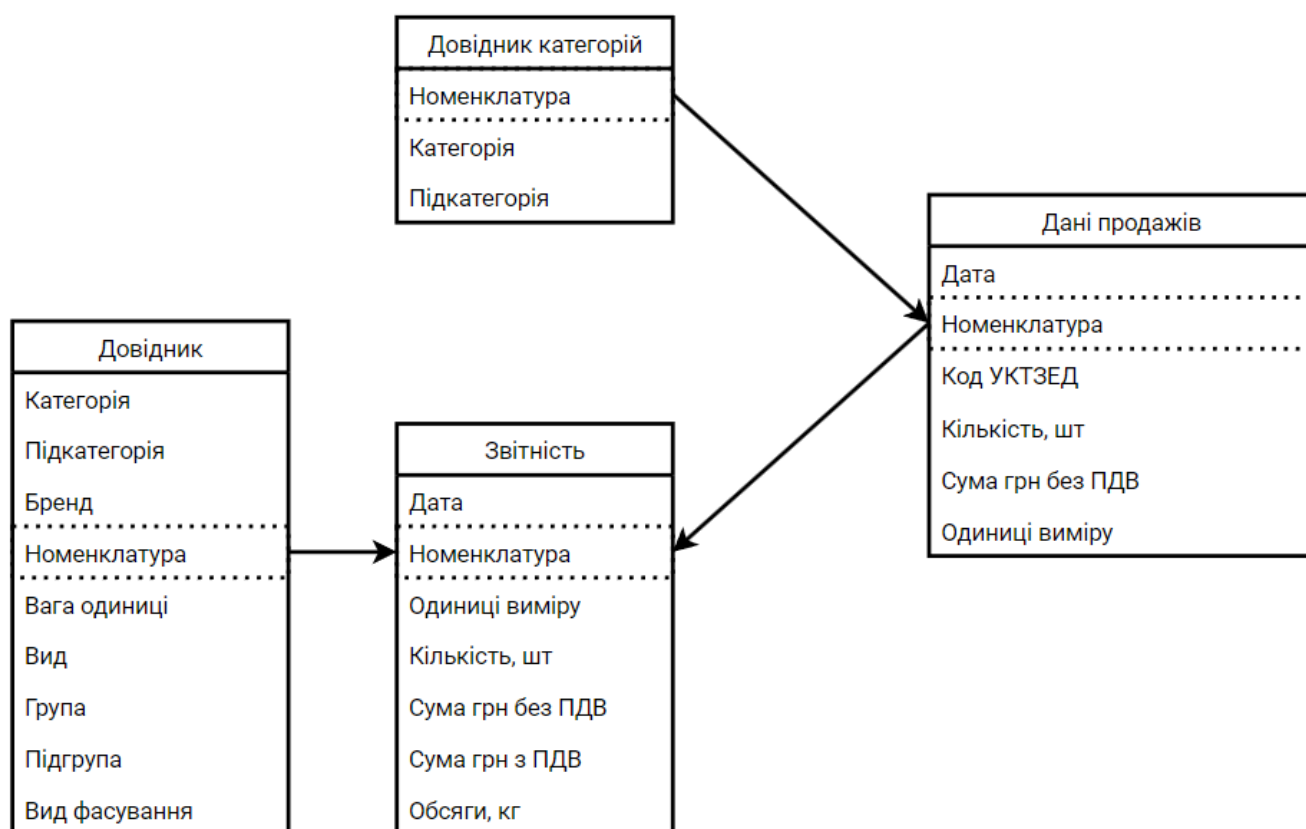 Довідник категорій
Номенклатура
Категорія
Підкатегорія
Дані продажів
Дата
Номенклатура
Код УКТЗЕД
Кількість, шт
Сума грн без ПДВ
Одиниці виміру
Довідник
Категорія
Підкатегорія
Бренд
Номенклатура
Вага одиниці
Вид
Група
Підгрупа
Вид фасування
Звітність
Дата
Номенклатура
Одиниці виміру
Кількість, шт
Сума грн без ПДВ
Сума грн з ПДВ
Обсяги, кг